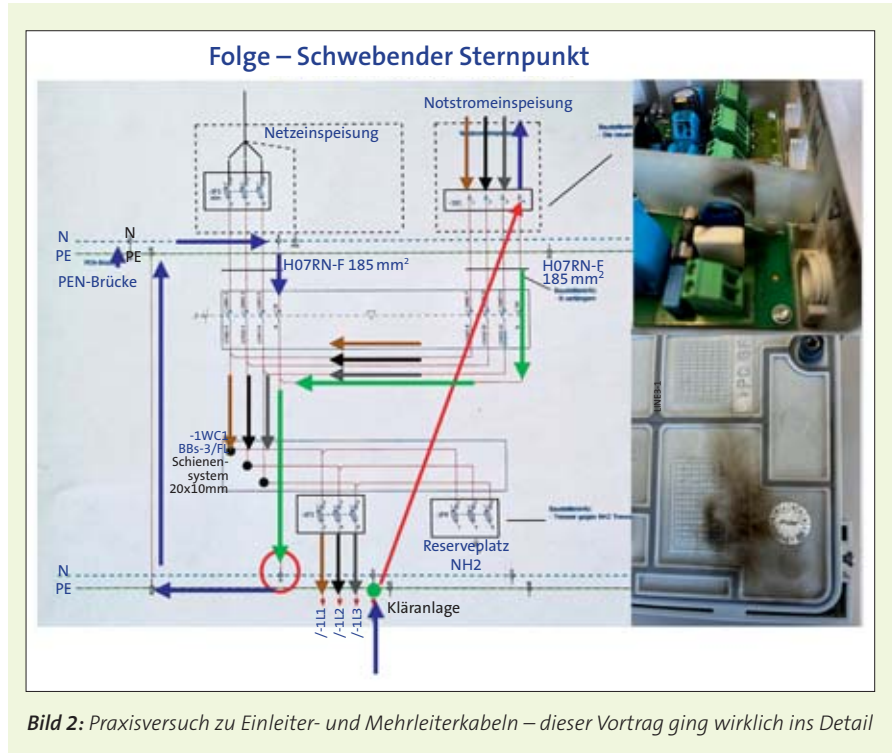 Folge – Schwebender Sternpunkt
Netzeinspeisung
Notstromeinspeisung
N
N
PE
PE
PEN-Brücke
H07RN-F 185 mm²
H07RN-F
185 mm²
-1WC1
BBs-3/FL
Schienen-
system
20x10mm
Reserveplatz
NH2
N
PE
Kläranlage
/-1L1
/-1L2
/-1L3
LINE3-1
Bild 2: Praxisversuch zu Einleiter- und Mehrleiterkabeln – dieser Vortrag ging wirklich ins Detail